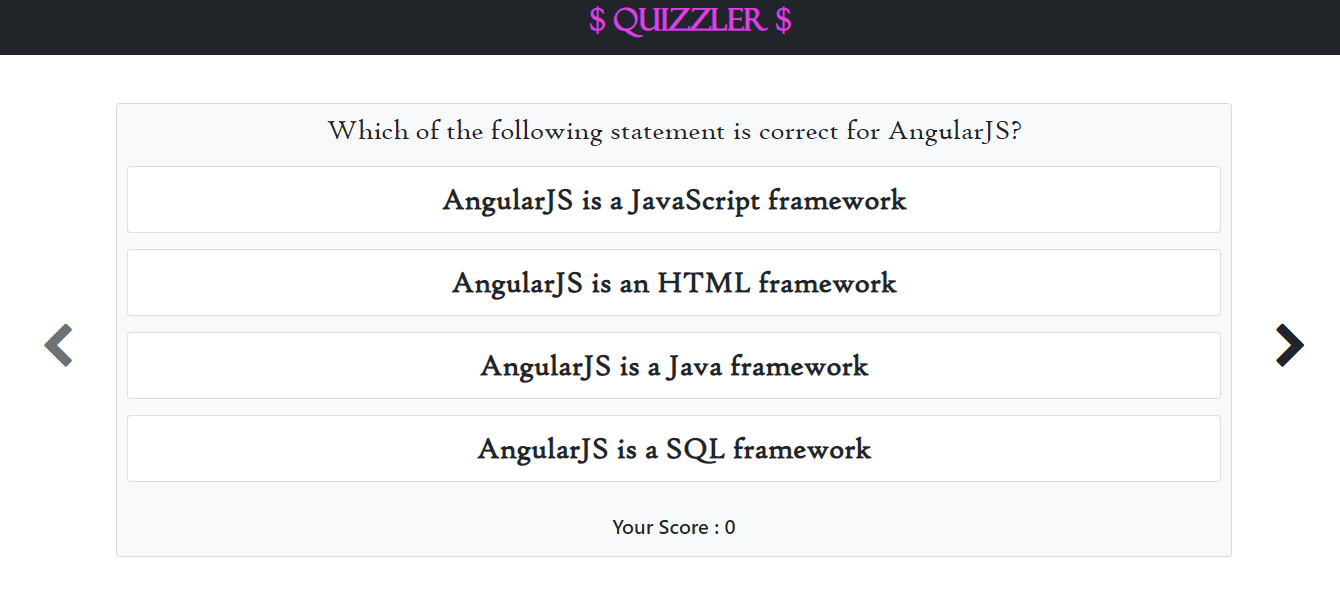 $ QUIZZLER $
Which of the following statement is correct for AngularJS?
AngularJS is a JavaScript framework
AngularJS is an HTML framework
AngularJS is a Java framework
AngularJS is a SQL framework
Your Score : 0